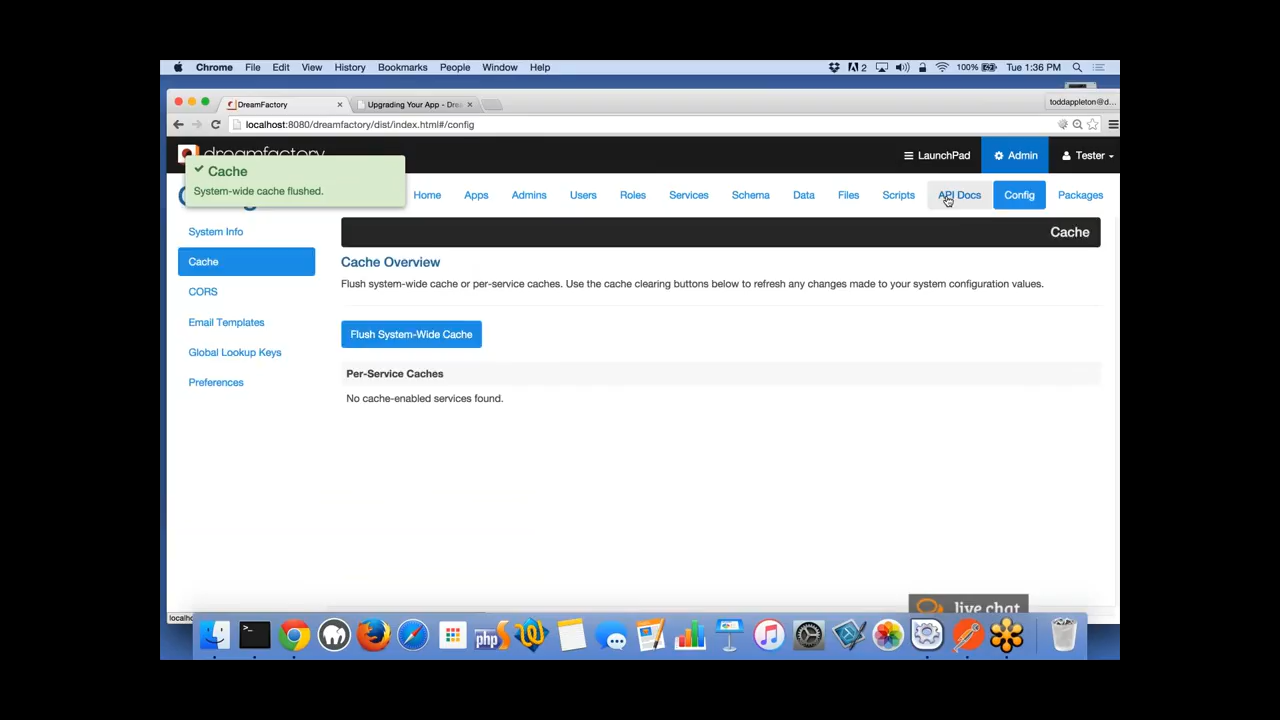 Chrome File Edit View History Bookmarks People Window Help 2 100% Tue 1:36 PM
DreamFactory Upgrading Your App - Dre toddappleton@d...
localhost:8080/dreamfactory/dist/index.html#/config
dreamfactory LaunchPad Admin Tester
Cache
System-wide cache flushed.
Home Apps Admins Users Roles Services Schema Data Files Scripts API Docs Config Packages
System Info
Cache
CORS
Email Templates
Global Lookup Keys
Preferences
Cache
Cache Overview
Flush system-wide cache or per-service caches. Use the cache clearing buttons below to refresh any changes made to your system configuration values.
Flush System-Wide Cache
Per-Service Caches
No cache-enabled services found.
live chat
php